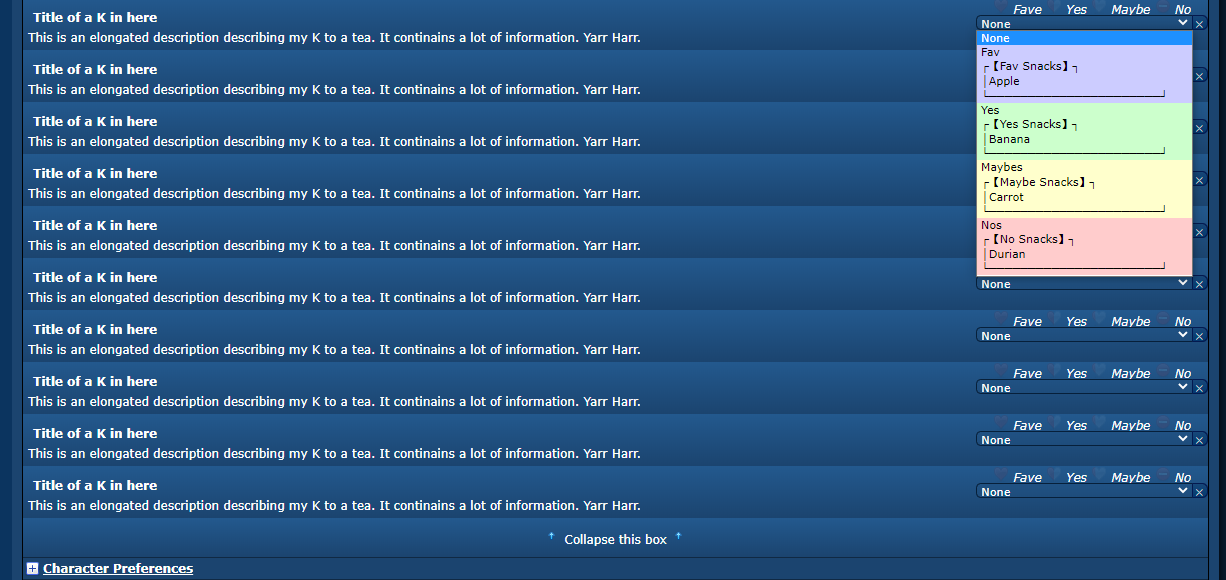 Title of a K in here
Fave Yes Maybe No
None
This is an elongated description describing my K to a tea. It continains a lot of information. Yarr Harr.
None
Fav
┌【Fav Snacks】┐
│Apple
└────────────────────┘
Yes
┌【Yes Snacks】┐
│Banana
└────────────────────┘
Maybes
┌【Maybe Snacks】┐
│Carrot
└────────────────────┘
Nos
┌【No Snacks】┐
│Durian
└────────────────────┘
Title of a K in here
This is an elongated description describing my K to a tea. It continains a lot of information. Yarr Harr.
Title of a K in here
This is an elongated description describing my K to a tea. It continains a lot of information. Yarr Harr.
Title of a K in here
This is an elongated description describing my K to a tea. It continains a lot of information. Yarr Harr.
Title of a K in here
This is an elongated description describing my K to a tea. It continains a lot of information. Yarr Harr.
Title of a K in here
None
This is an elongated description describing my K to a tea. It continains a lot of information. Yarr Harr.
Title of a K in here
Fave Yes Maybe No
None
This is an elongated description describing my K to a tea. It continains a lot of information. Yarr Harr.
Title of a K in here
Fave Yes Maybe No
None
This is an elongated description describing my K to a tea. It continains a lot of information. Yarr Harr.
Title of a K in here
Fave Yes Maybe No
None
This is an elongated description describing my K to a tea. It continains a lot of information. Yarr Harr.
Title of a K in here
Fave Yes Maybe No
None
This is an elongated description describing my K to a tea. It continains a lot of information. Yarr Harr.
↑ Collapse this box ↑
Character Preferences